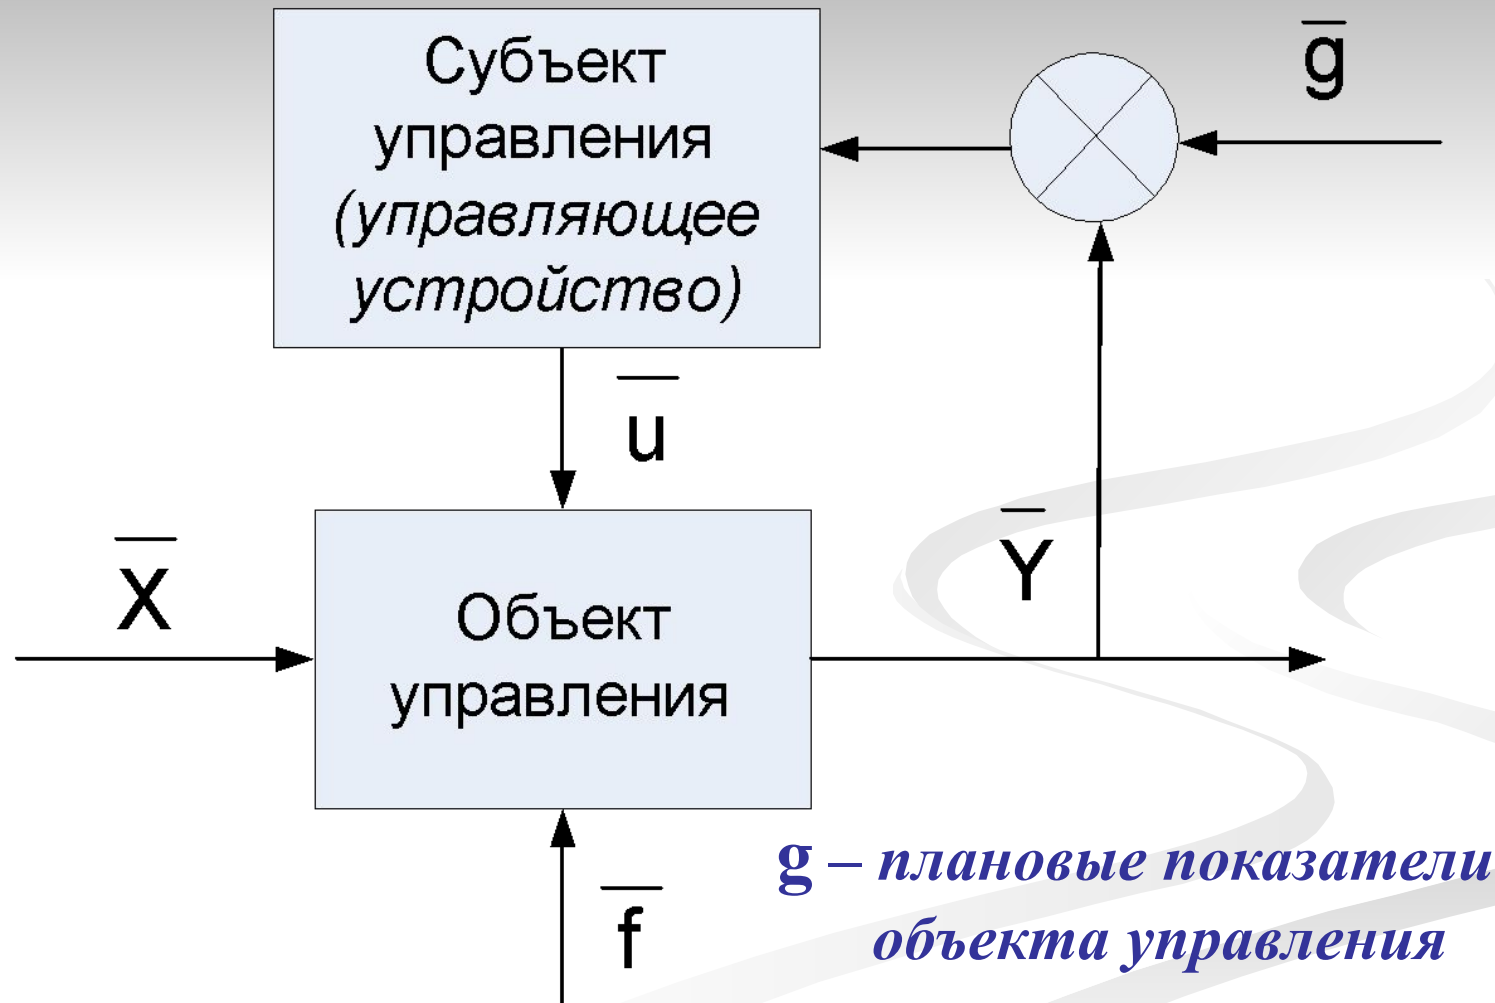 Субъект
управления
(управляющее
устройство)
g
u
X
Y
Объект
управления
f
g – плановые показатели
объекта управления